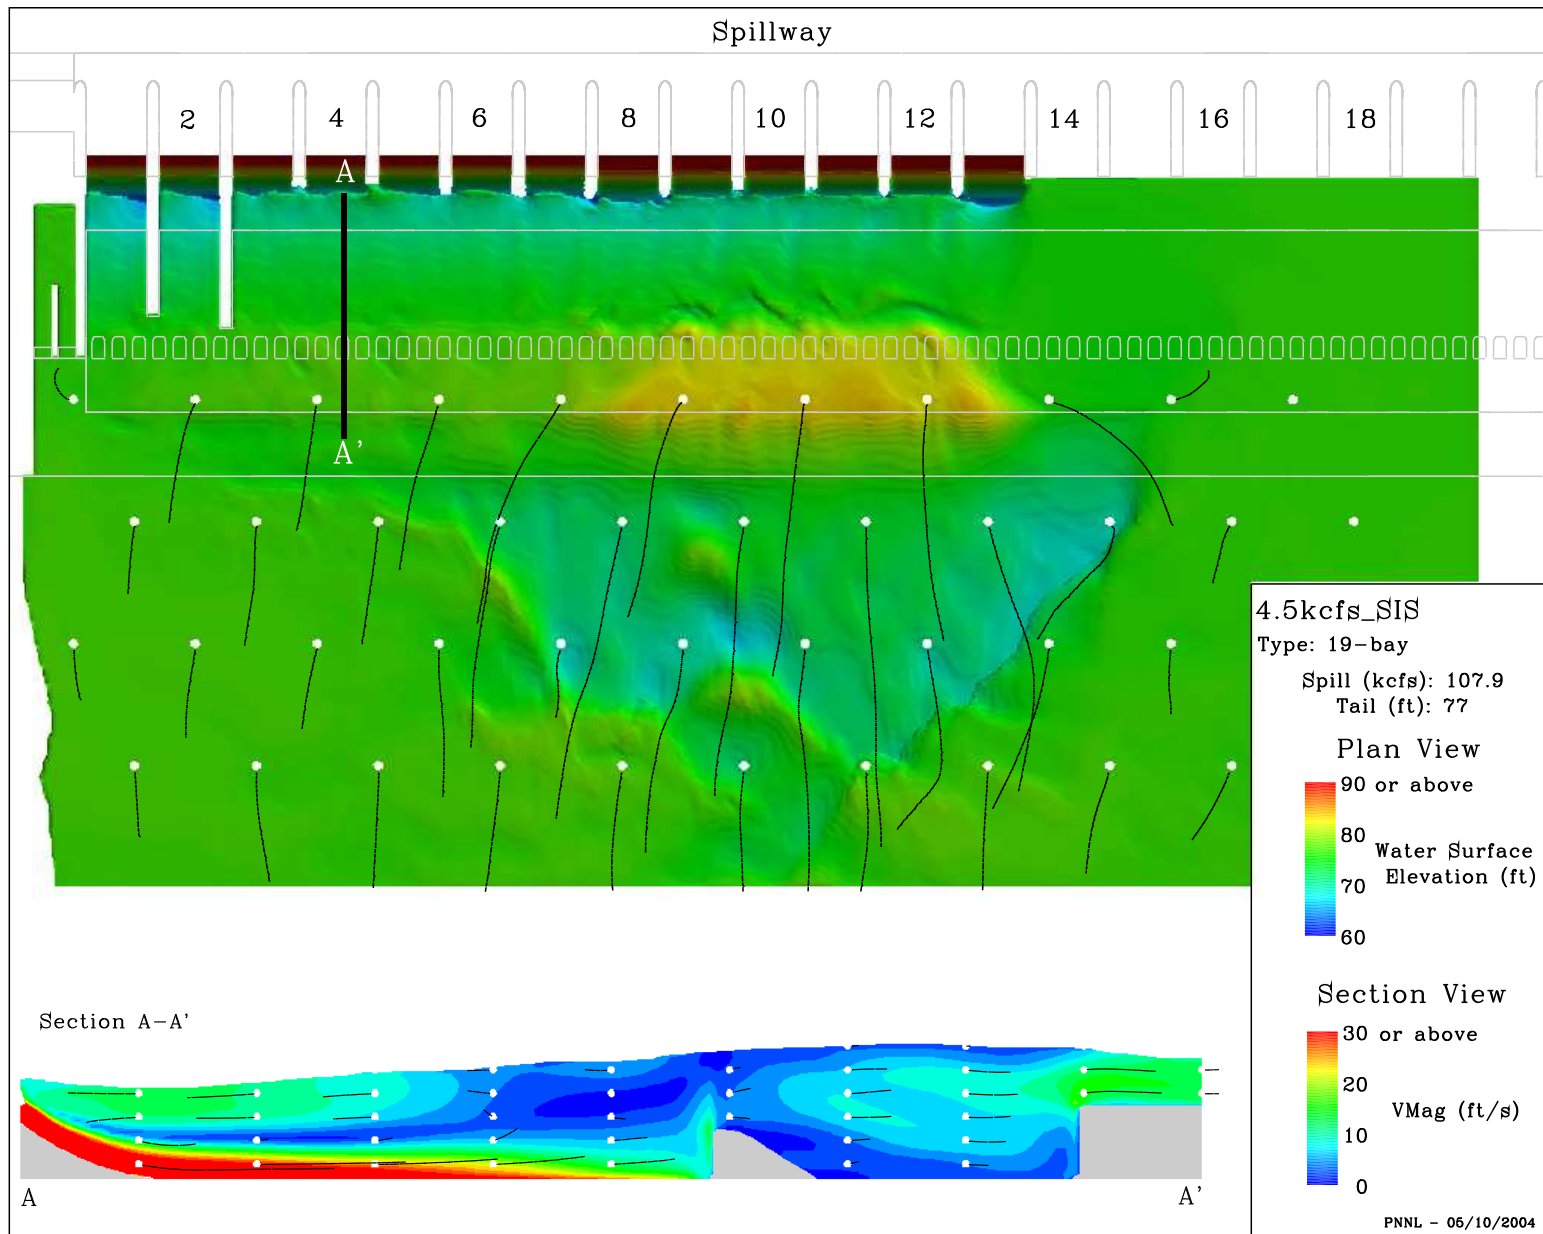 Spillway
2 4 6 8 10 12 14 16 18
A
A'
4.5kcfs_SIS
Type: 19-bay
Spill (kcfs): 107.9
Tail (ft): 77
Plan View
90 or above
80
Water Surface
Elevation (ft)
70
60
Section View
30 or above
20
VMag (ft/s)
10
0
Section A-A'
A
A'
PNNL - 05/10/2004